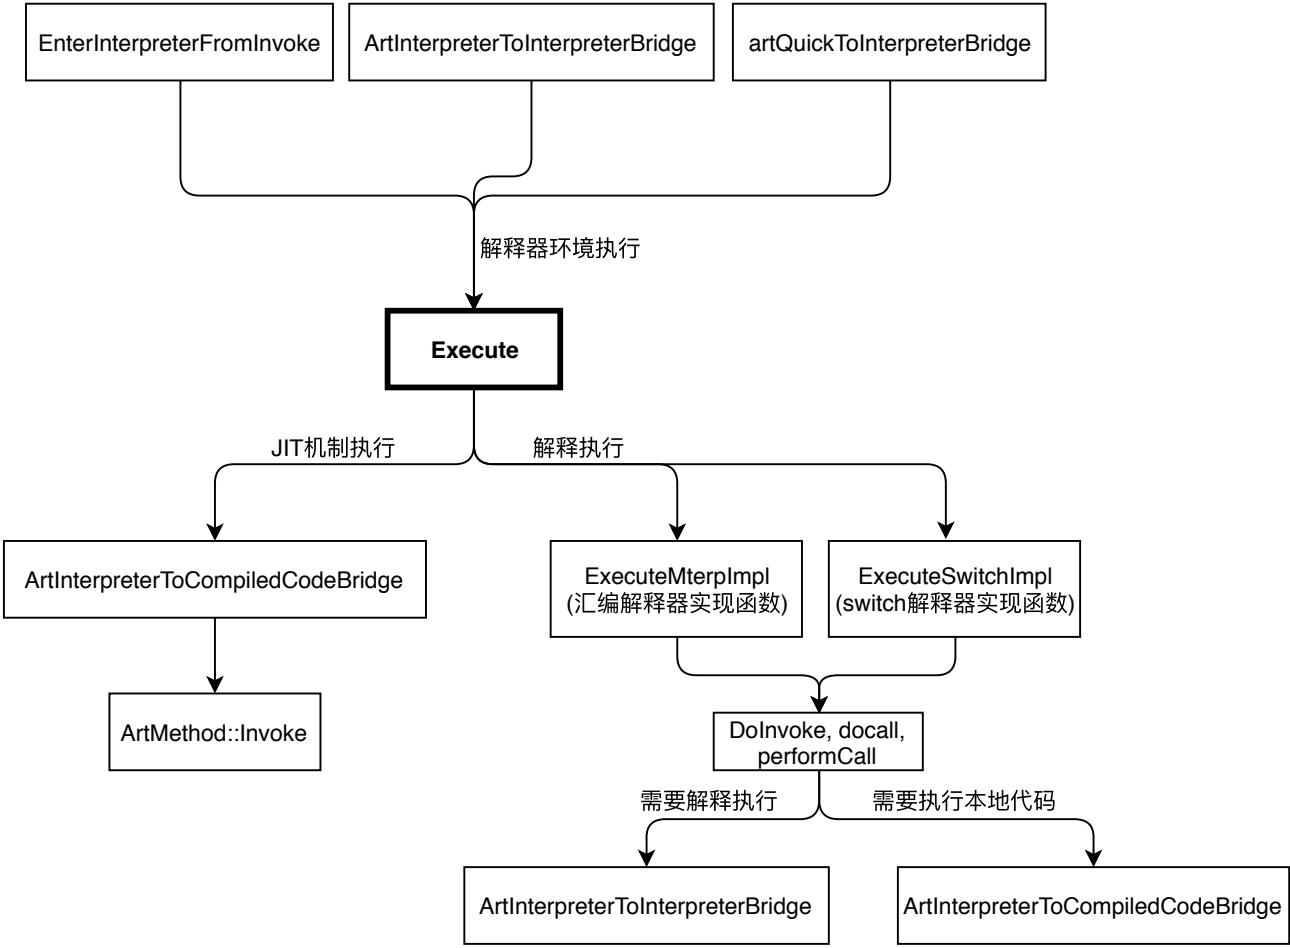 EnterInterpreterFromInvoke
ArtInterpreterToInterpreterBridge
artQuickToInterpreterBridge
解释器环境执行
Execute
JIT机制执行
解释执行
ArtInterpreterToCompiledCodeBridge
ExecuteMterpImpl
(汇编解释器实现函数)
ExecuteSwitchImpl
(switch解释器实现函数)
ArtMethod::Invoke
DoInvoke, docall,
performCall
需要解释执行
需要执行本地代码
ArtInterpreterToInterpreterBridge
ArtInterpreterToCompiledCodeBridge